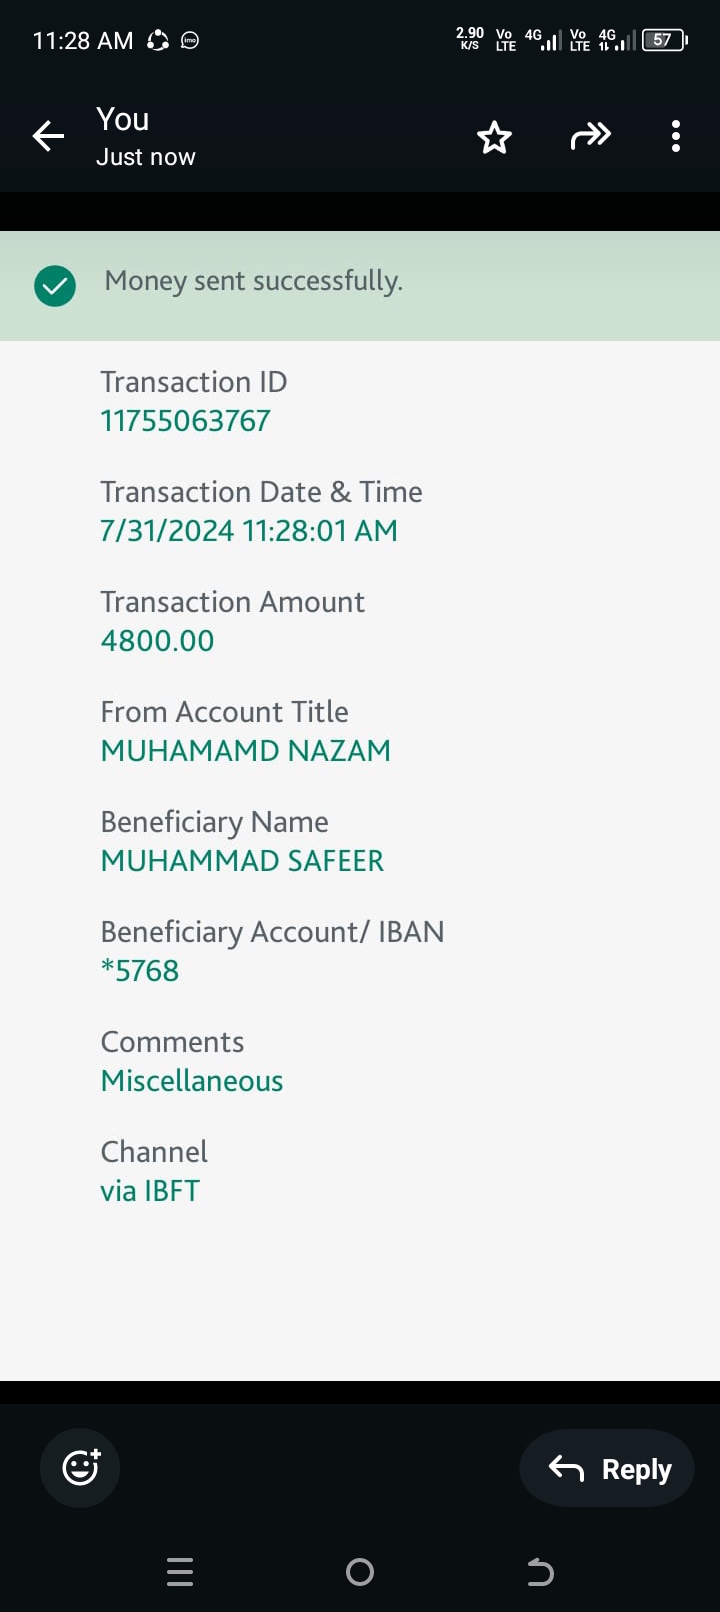 11:28 AM imo 2.90 K/S Vo LTE 4G Vo LTE 4G 57
You
Just now
Money sent successfully.
Transaction ID
11755063767
Transaction Date & Time
7/31/2024 11:28:01 AM
Transaction Amount
4800.00
From Account Title
MUHAMAMD NAZAM
Beneficiary Name
MUHAMMAD SAFEER
Beneficiary Account/ IBAN
*5768
Comments
Miscellaneous
Channel
via IBFT
Reply